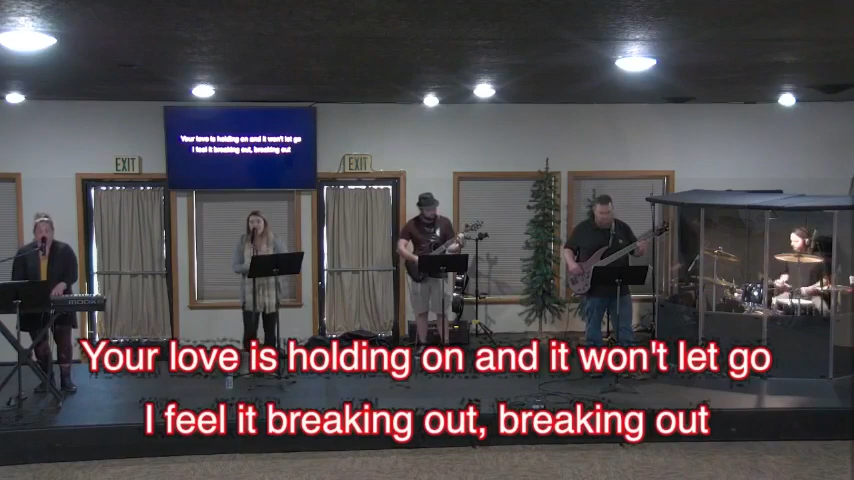 EXIT
Your love is holding on and it won't let go
I feel it breaking out, breaking out
EXIT
Your love is holding on and it won't let go
I feel it breaking out, breaking out